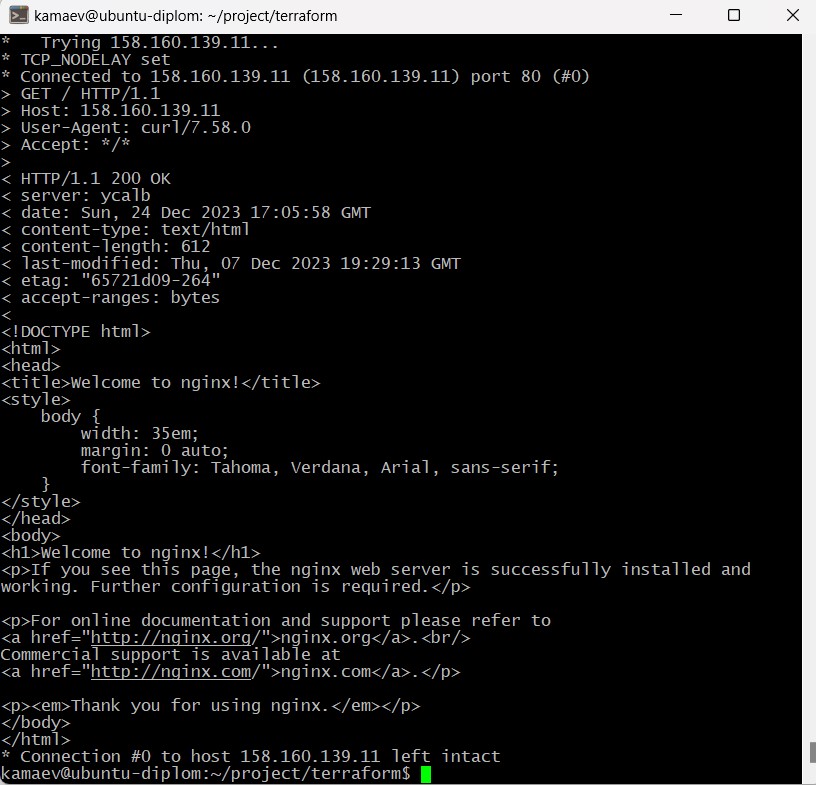 kamaev@ubuntu-diplom: ~/project/terraform
*   Trying 158.160.139.11...
* TCP_NODELAY set
* Connected to 158.160.139.11 (158.160.139.11) port 80 (#0)
> GET / HTTP/1.1
> Host: 158.160.139.11
> User-Agent: curl/7.58.0
> Accept: */*
>
< HTTP/1.1 200 OK
< server: ycalb
< date: Sun, 24 Dec 2023 17:05:58 GMT
< content-type: text/html
< content-length: 612
< last-modified: Thu, 07 Dec 2023 19:29:13 GMT
< etag: "65721d09-264"
< accept-ranges: bytes
<
<!DOCTYPE html>
<html>
<head>
<title>Welcome to nginx!</title>
<style>
    body {
        width: 35em;
        margin: 0 auto;
        font-family: Tahoma, Verdana, Arial, sans-serif;
    }
</style>
</head>
<body>
<h1>Welcome to nginx!</h1>
<p>If you see this page, the nginx web server is successfully installed and
working. Further configuration is required.</p>

<p>For online documentation and support please refer to
<a href="http://nginx.org/">nginx.org</a>.<br/>
Commercial support is available at
<a href="http://nginx.com/">nginx.com</a>.</p>

<p><em>Thank you for using nginx.</em></p>
</body>
</html>
* Connection #0 to host 158.160.139.11 left intact
kamaev@ubuntu-diplom:~/project/terraform$